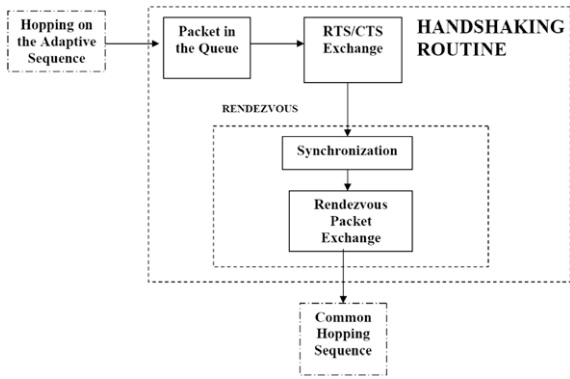 Hopping on
the Adaptive
Sequence
Packet in
the Queue
RTS/CTS
Exchange
HANDSHAKING
ROUTINE
RENDEZVOUS
Synchronization
Rendezvous
Packet
Exchange
Common
Hopping
Sequence